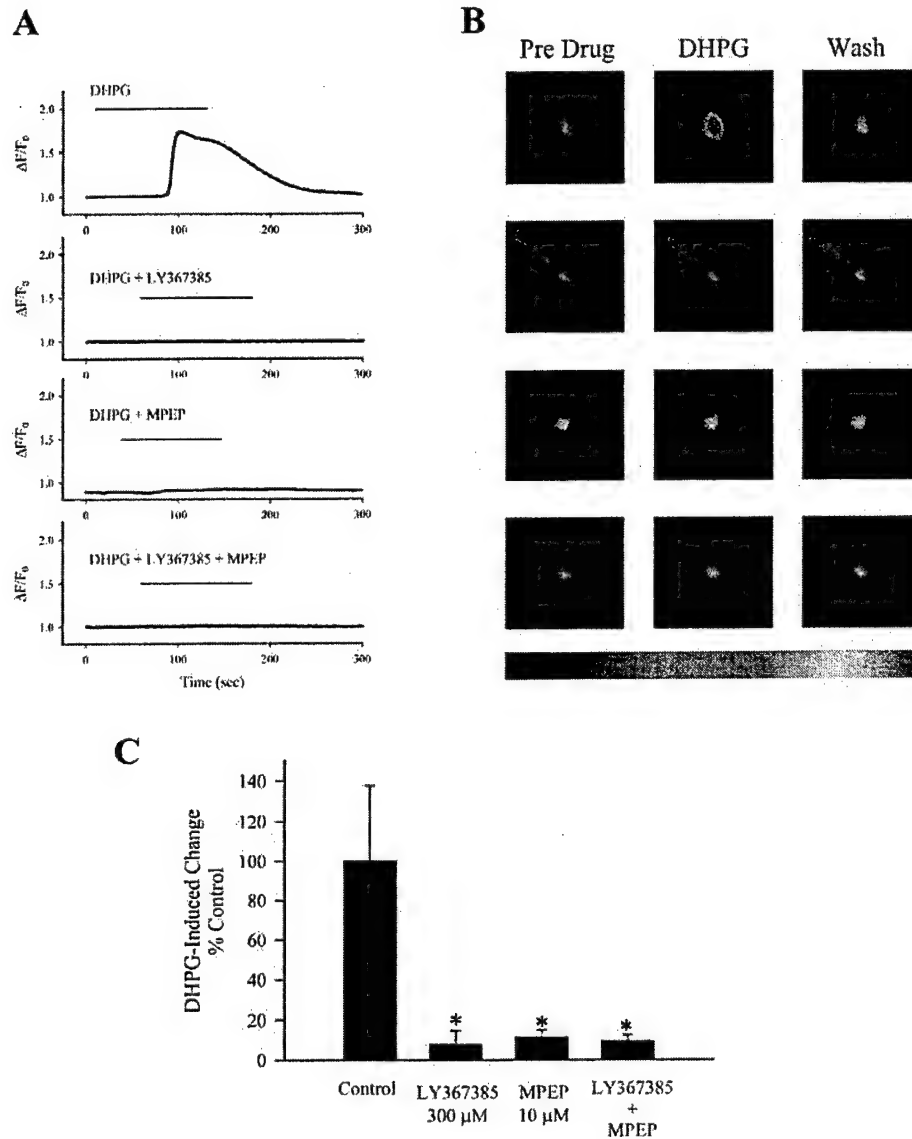 A
DHPG
2.0
1.5
1.0
ΔF/F₀
0
100
200
300
DHPG + LY367385
2.0
1.5
1.0
ΔF/F₀
0
100
200
300
DHPG + MPEP
2.0
1.5
1.0
ΔF/F₀
0
100
200
300
DHPG + LY367385 + MPEP
2.0
1.5
1.0
ΔF/F₀
0
100
200
300
Time (sec)
B
Pre Drug DHPG Wash
C
DHPG-Induced Change
% Control
140
120
100
80
60
40
20
0
* * *
Control
LY367385
300 µM
MPEP
10 µM
LY367385
+
MPEP